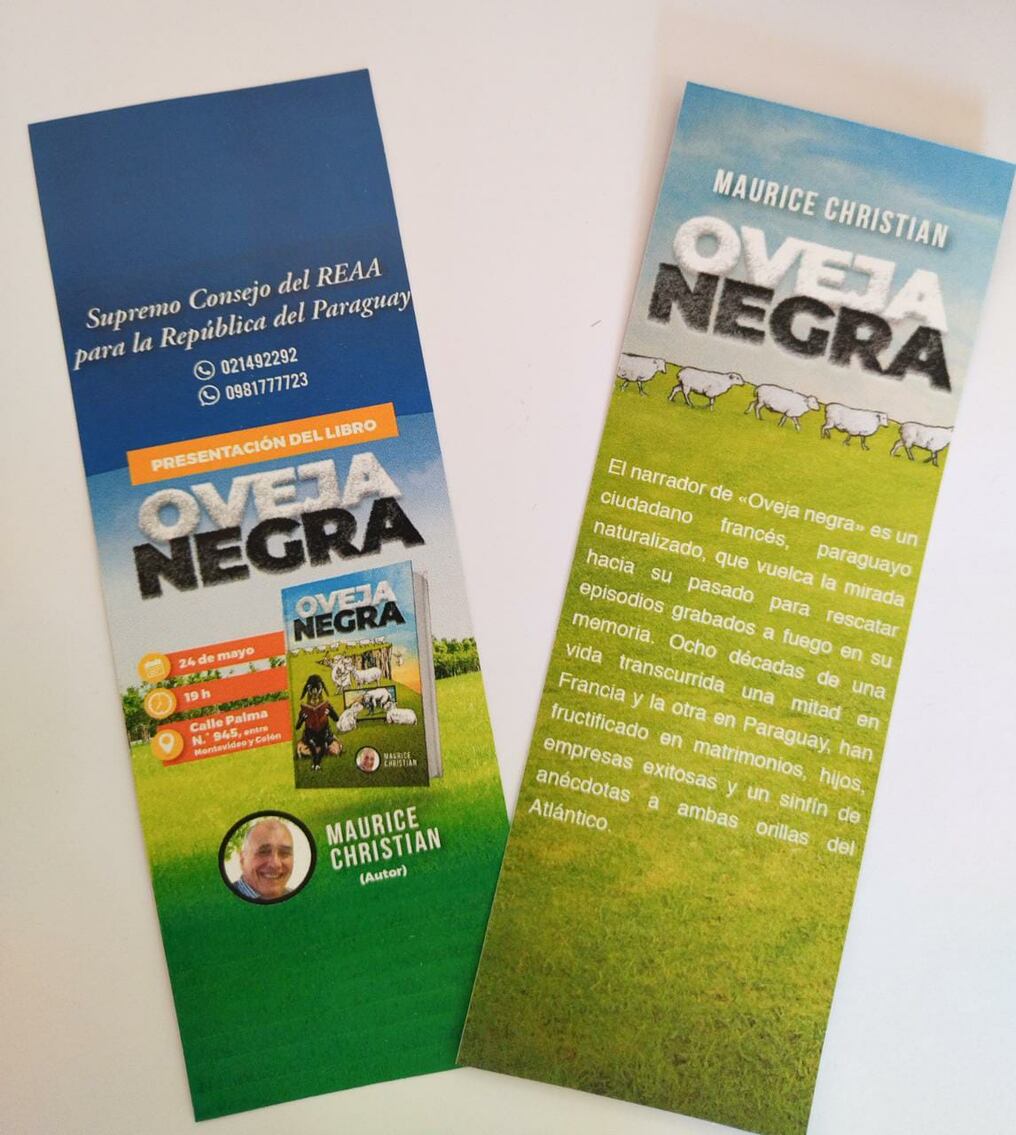 Supremo Consejo del REAA
para la República del Paraguay
021492292
0981777723
PRESENTACIÓN DEL LIBRO
OVEJA
NEGRA
OVEJA
NEGRA
24 de mayo
19 h
Calle Palma
N.° 945, entre
Montevideo y Colón
MAURICE
CHRISTIAN
MAURICE
CHRISTIAN
(Autor)
MAURICE CHRISTIAN
OVEJA
NEGRA
El narrador de «Oveja negra» es un
ciudadano francés, paraguayo
naturalizado, que vuelca la mirada
hacia su pasado para rescatar
episodios grabados a fuego en su
memoria. Ocho décadas de una
vida transcurrida una mitad en
Francia y la otra en Paraguay, han
fructificado en matrimonios, hijos,
empresas exitosas y un sinfín de
anécdotas a ambas orillas del
Atlántico.